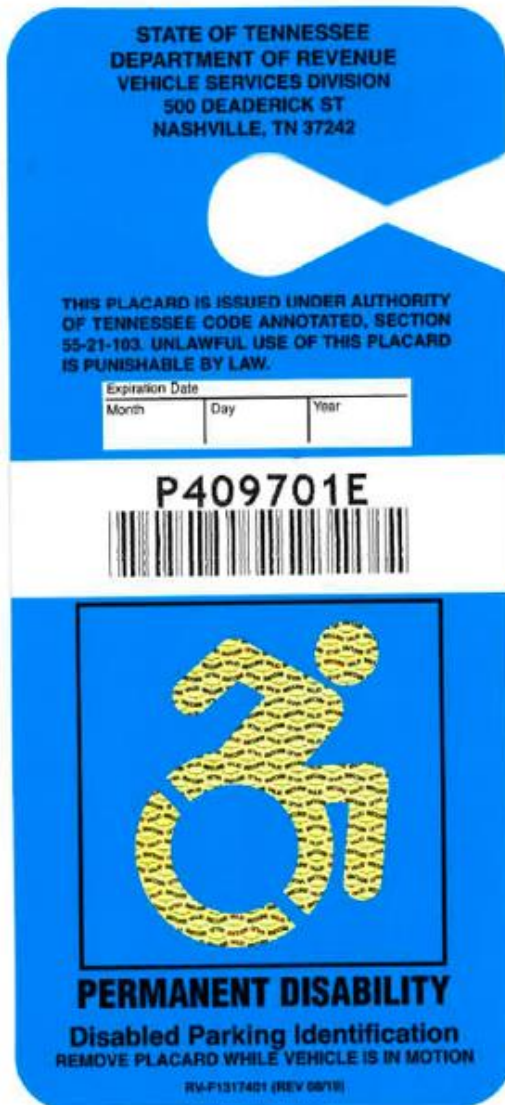 STATE OF TENNESSEE
DEPARTMENT OF REVENUE
VEHICLE SERVICES DIVISION
500 DEADERICK ST
NASHVILLE, TN 37242
THIS PLACARD IS ISSUED UNDER AUTHORITY
OF TENNESSEE CODE ANNOTATED, SECTION
55-21-103. UNLAWFUL USE OF THIS PLACARD
IS PUNISHABLE BY LAW.
Expiration Date
Month Day Year
P409701E
PERMANENT DISABILITY
Disabled Parking Identification
REMOVE PLACARD WHILE VEHICLE IS IN MOTION
RV-F1317401 (REV